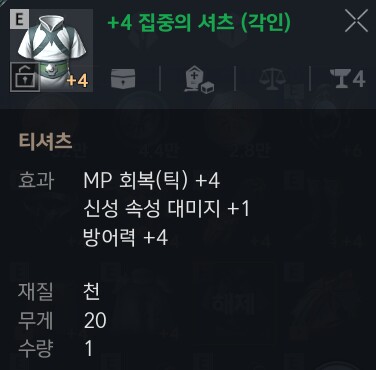 E
+4 집중의 셔츠 (각인)
+4
4
티셔츠
효과 MP 회복(틱) +4
신성 속성 대미지 +1
방어력 +4
재질 천
무게 20
수량 1